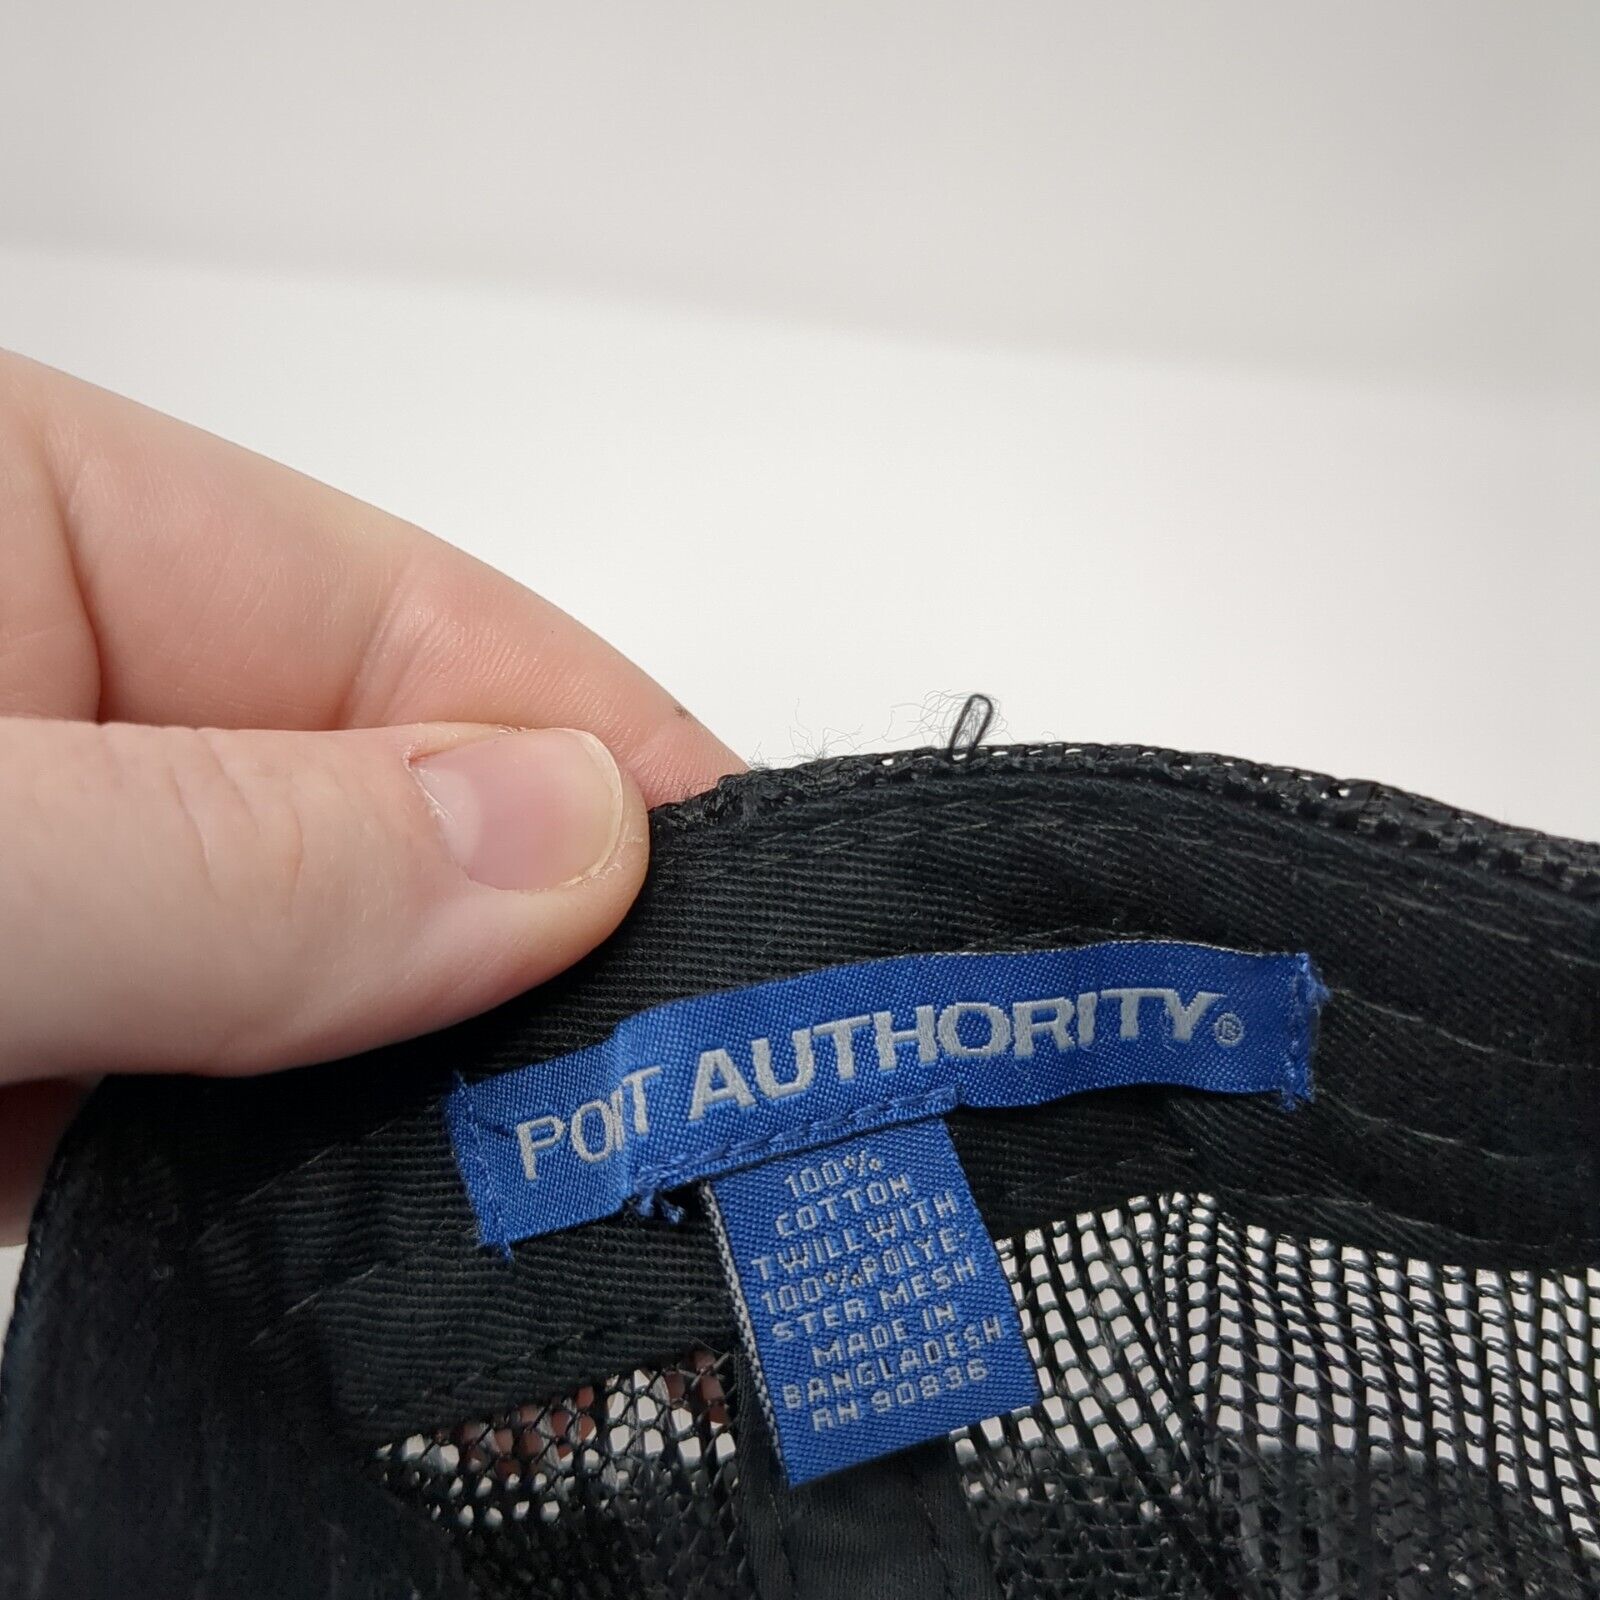 PORT AUTHORITY®
100%
COTTON
TWILL WITH
100% POLYE-
STER MESH
MADE IN
BANGLADESH
RN 90836